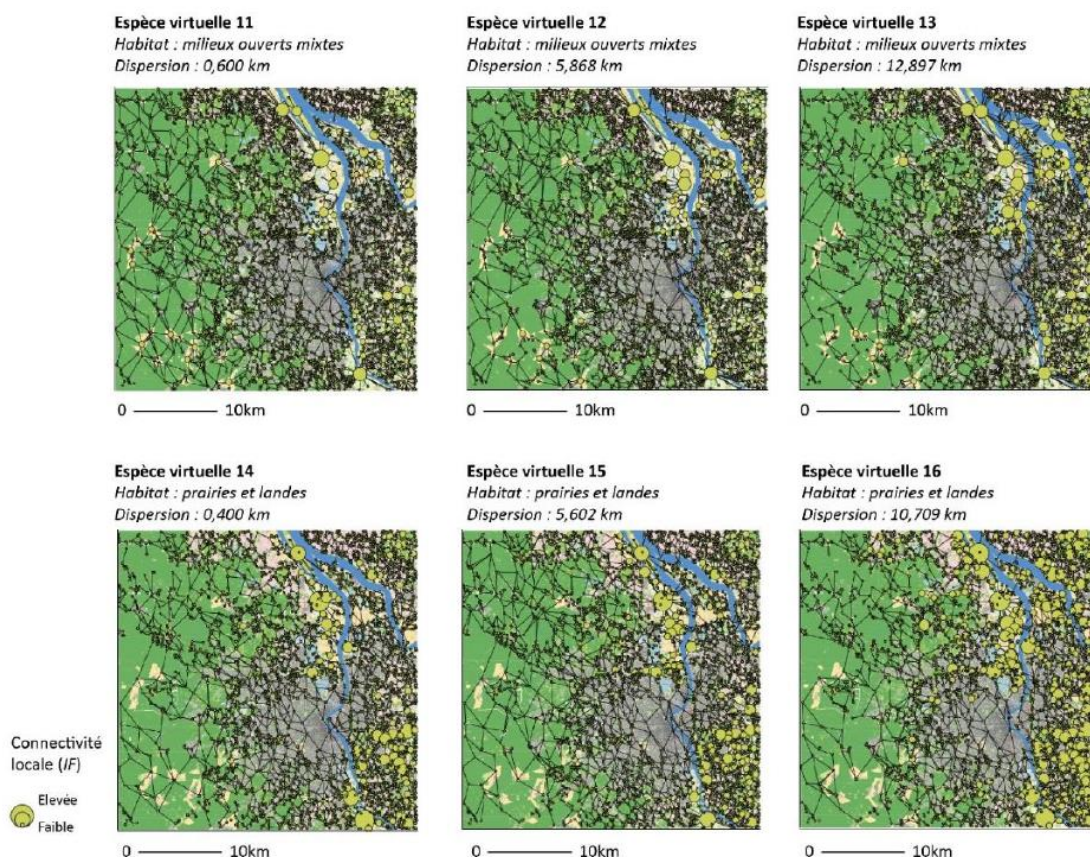 Espèce virtuelle 11
Habitat : milieux ouverts mixtes
Dispersion : 0,600 km
Espèce virtuelle 12
Habitat : milieux ouverts mixtes
Dispersion : 5,868 km
Espèce virtuelle 13
Habitat : milieux ouverts mixtes
Dispersion : 12,897 km
0 10km
0 10km
0 10km
Espèce virtuelle 14
Habitat : prairies et landes
Dispersion : 0,400 km
Espèce virtuelle 15
Habitat : prairies et landes
Dispersion : 5,602 km
Espèce virtuelle 16
Habitat : prairies et landes
Dispersion : 10,709 km
Connectivité
locale (IF)
Elevée
Faible
0 10km
0 10km
0 10km